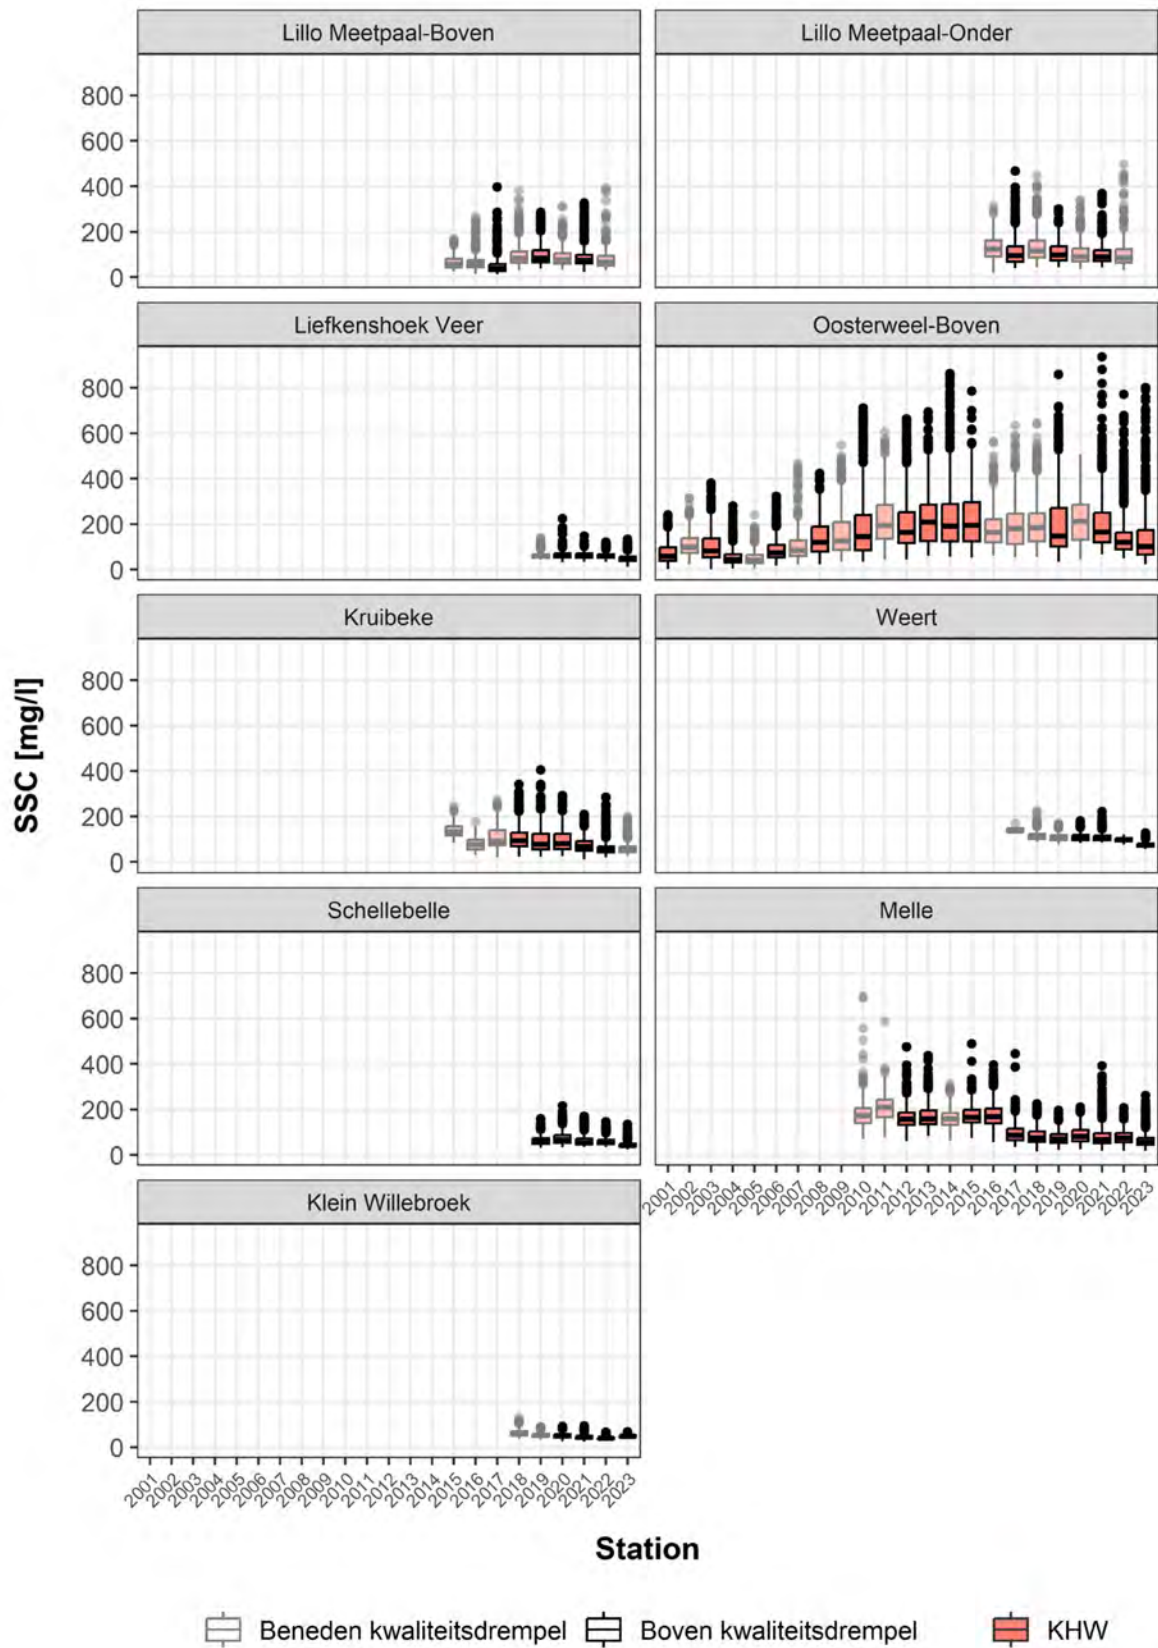 Lillo Meetpaal-Boven
Lillo Meetpaal-Onder
800
600
400
200
0
Liefkenshoek Veer
Oosterweel-Boven
800
600
400
200
0
Kruibeke
Weert
800
600
400
200
0
SSC [mg/l]
Schellebelle
Melle
800
600
400
200
0
2001 2002 2003 2004 2005 2006 2007 2008 2009 2010 2011 2012 2013 2014 2015 2016 2017 2018 2019 2020 2021 2022 2023
Klein Willebroek
800
600
400
200
0
2001 2002 2003 2004 2005 2006 2007 2008 2009 2010 2011 2012 2013 2014 2015 2016 2017 2018 2019 2020 2021 2022 2023
Station
Beneden kwaliteitsdrempel Boven kwaliteitsdrempel KHW